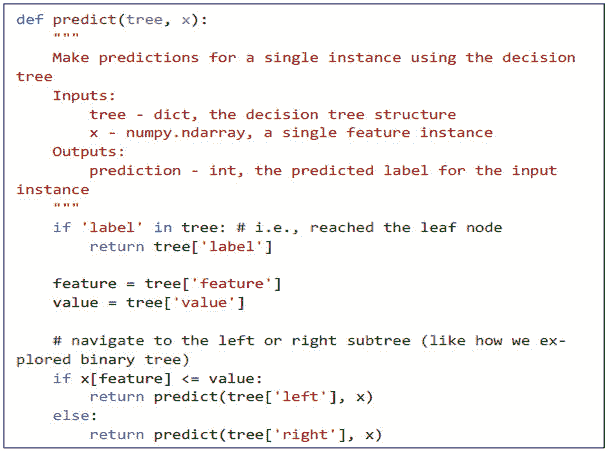 def predict(tree, x):
    """
    Make predictions for a single instance using the decision
tree
    Inputs:
        tree - dict, the decision tree structure
        x - numpy.ndarray, a single feature instance
    Outputs:
        prediction - int, the predicted label for the input
instance
    """
    if 'label' in tree: # i.e., reached the leaf node
        return tree['label']

    feature = tree['feature']
    value = tree['value']

    # navigate to the left or right subtree (like how we ex-
plored binary tree)
    if x[feature] <= value:
        return predict(tree['left'], x)
    else:
        return predict(tree['right'], x)